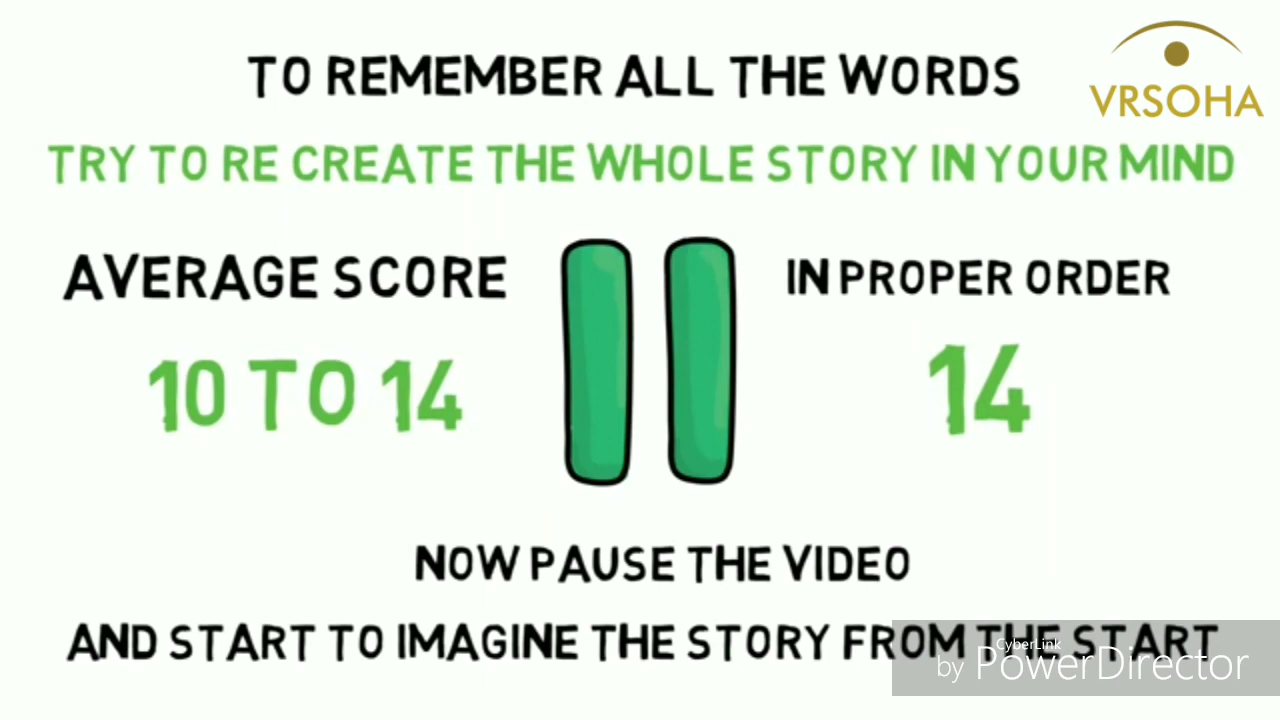 TO REMEMBER ALL THE WORDS
VRSOHA
TRY TO RE CREATE THE WHOLE STORY IN YOUR MIND
AVERAGE SCORE
10 TO 14
IN PROPER ORDER
14
NOW PAUSE THE VIDEO
AND START TO IMAGINE THE STORY FROM THE START
CyberLink
by PowerDirector